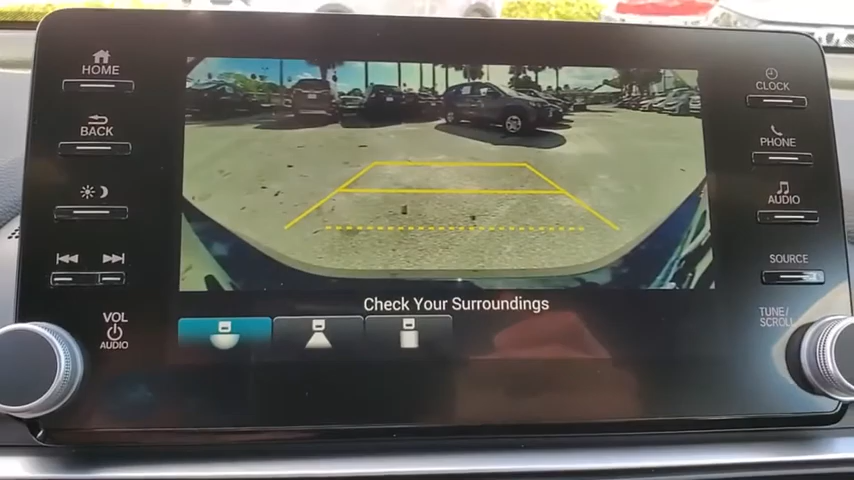 HOME
BACK
VOL
AUDIO
Check Your Surroundings
CLOCK
PHONE
AUDIO
SOURCE
TUNE/
SCROLL